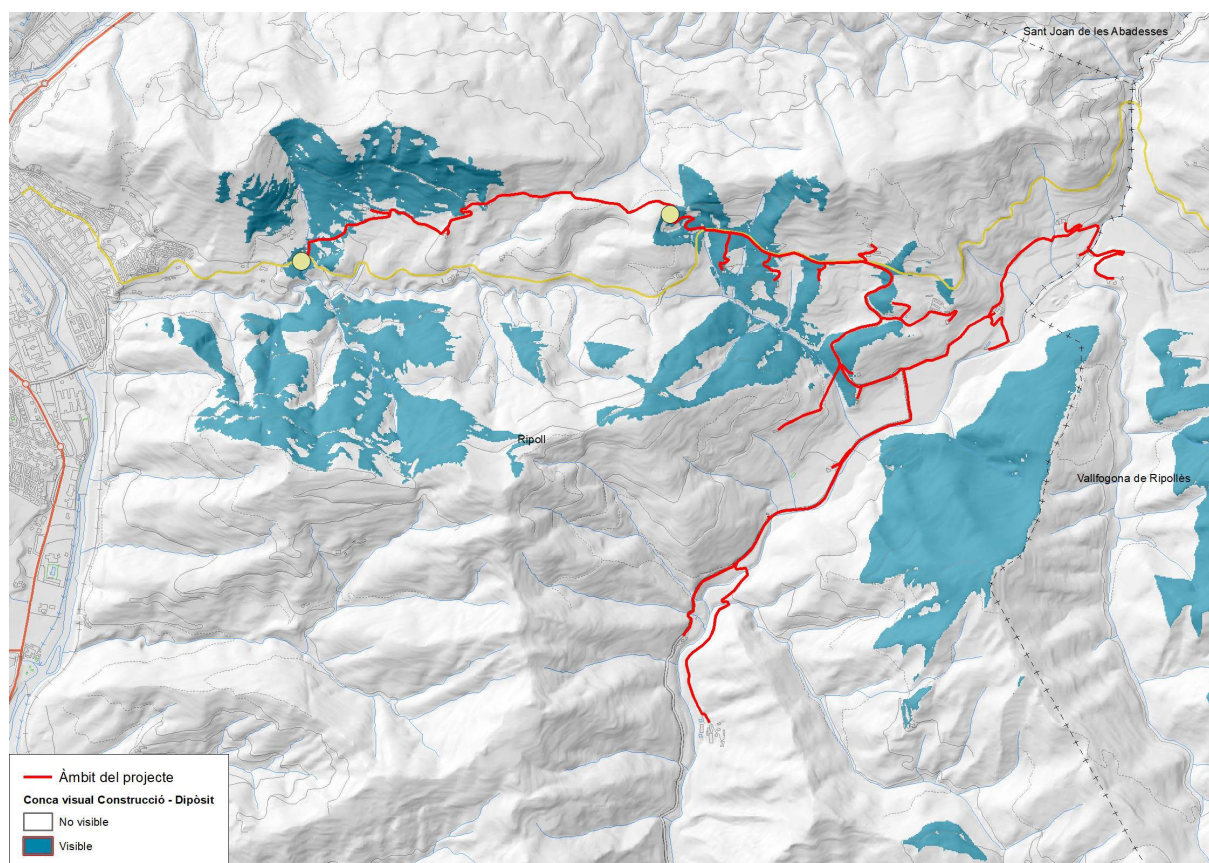 Sant Joan de les Abadesses
Ripoll
Vallfogona de Ripollès
Àmbit del projecte
Conca visual Construcció - Dipòsit
No visible
Visible